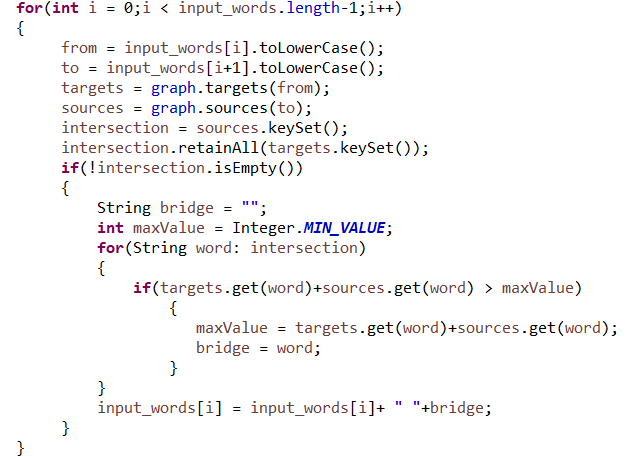 for(int i = 0;i < input_words.length-1;i++)
{
from = input_words[i].toLowerCase();
to = input_words[i+1].toLowerCase();
targets = graph.targets(from);
sources = graph.sources(to);
intersection = sources.keySet();
intersection.retainAll(targets.keySet());
if(!intersection.isEmpty())
{
String bridge = "";
int maxValue = Integer.MIN_VALUE;
for(String word: intersection)
{
if(targets.get(word)+sources.get(word) > maxValue)
{
maxValue = targets.get(word)+sources.get(word);
bridge = word;
}
}
input_words[i] = input_words[i]+ " "+bridge;
}
}